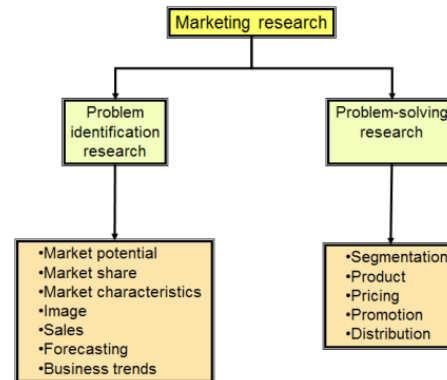 Marketing research
Problem
identification
research
Problem-solving
research
•Market potential
•Market share
•Market characteristics
•Image
•Sales
•Forecasting
•Business trends
•Segmentation
•Product
•Pricing
•Promotion
•Distribution